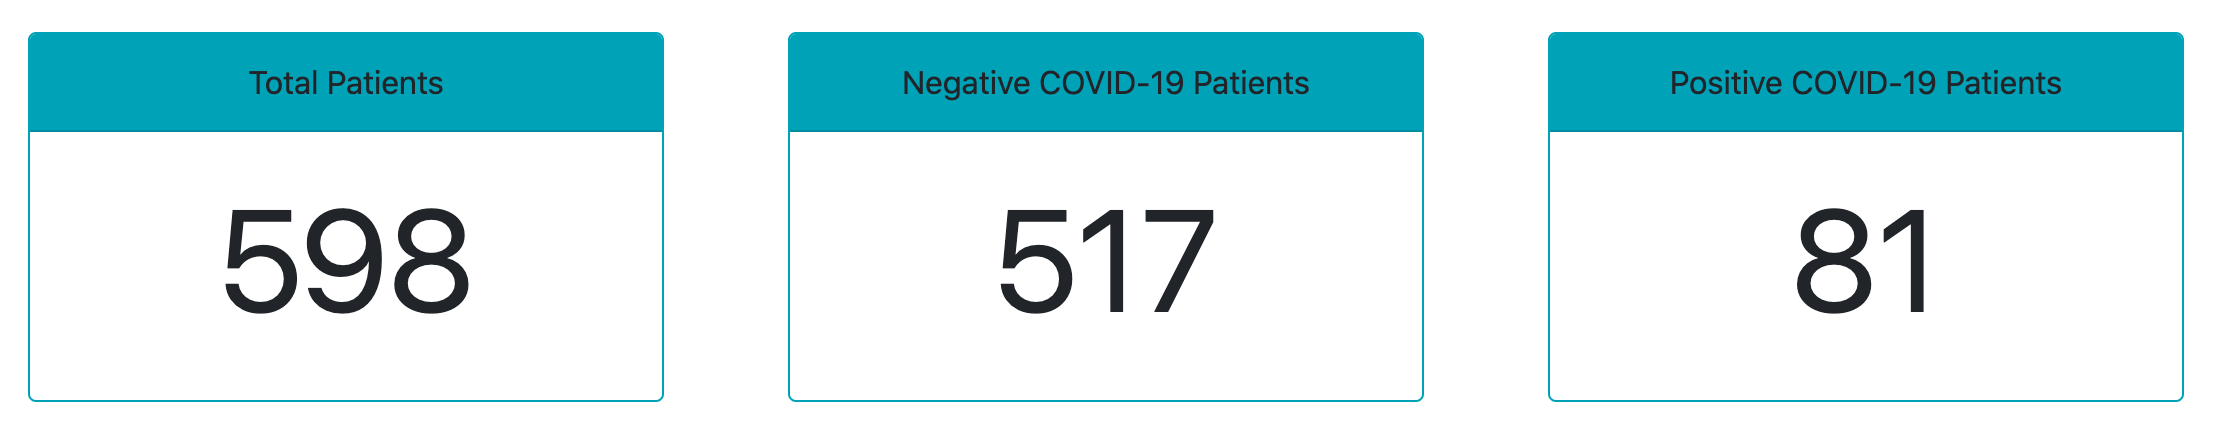 Total Patients
598
Negative COVID-19 Patients
517
Positive COVID-19 Patients
81